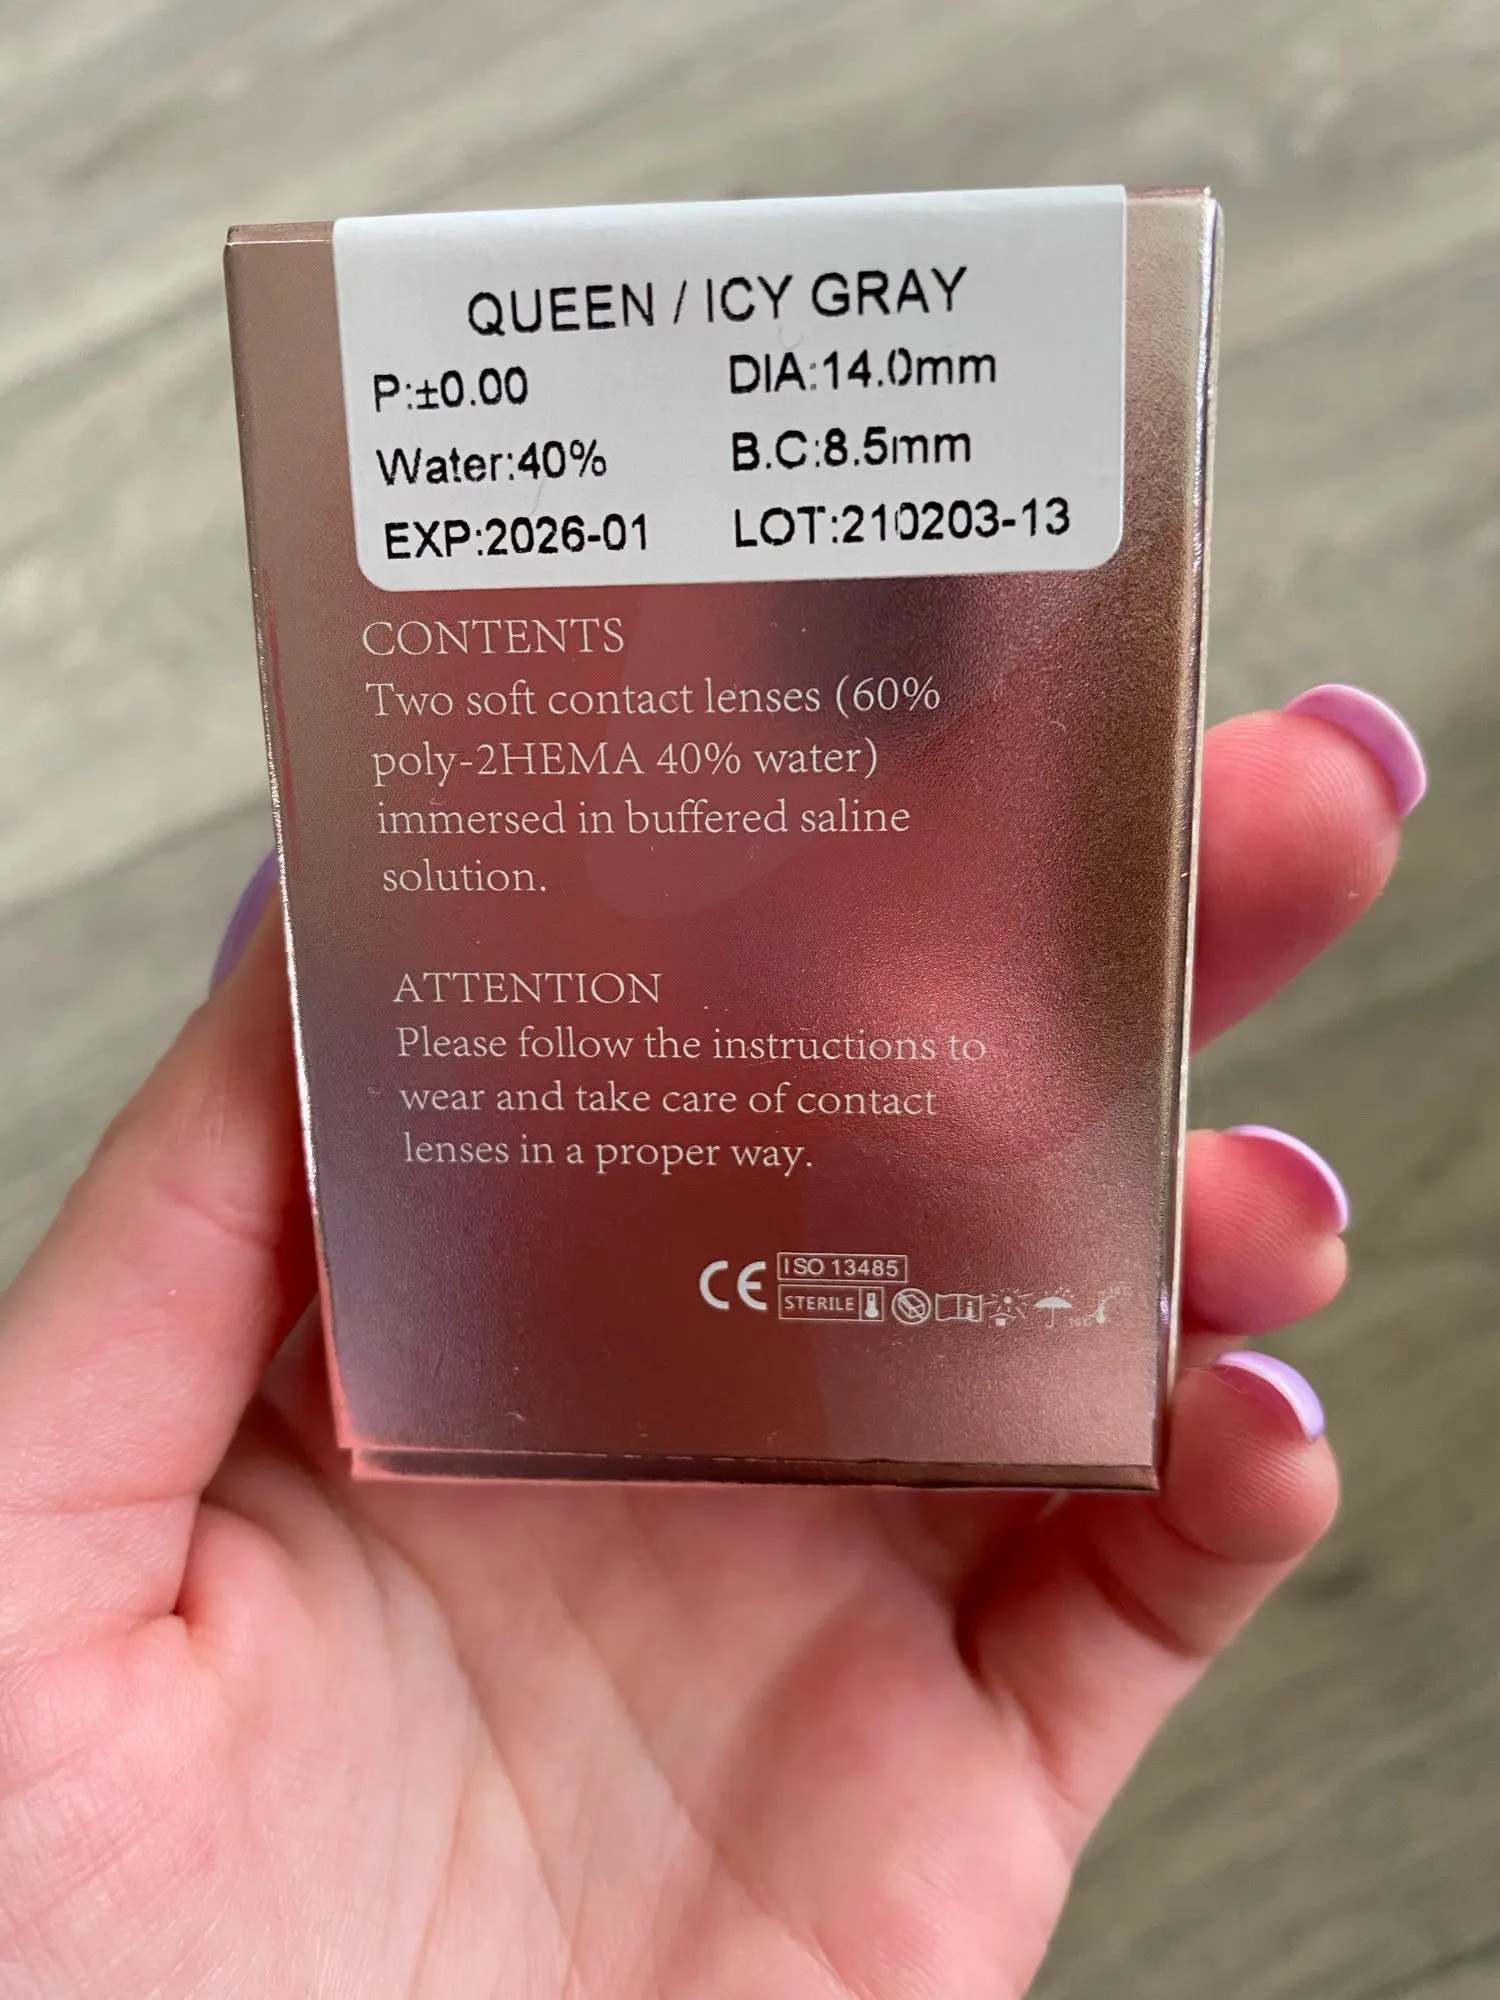 QUEEN / ICY GRAY
P:±0.00 DIA:14.0mm
Water:40% B.C:8.5mm
EXP:2026-01 LOT:210203-13
CONTENTS
Two soft contact lenses (60%
poly-2HEMA 40% water)
immersed in buffered saline
solution.
ATTENTION
Please follow the instructions to
wear and take care of contact
lenses in a proper way.
CE ISO 13485
STERILE